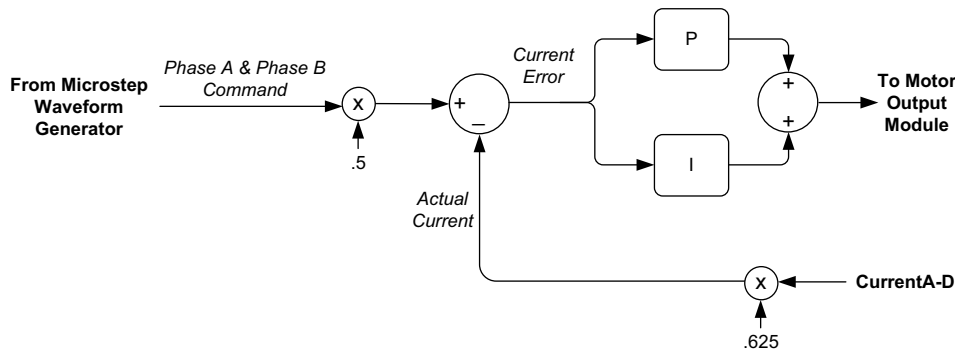 From Microstep
Waveform
Generator
Phase A & Phase B
Command
x
.5
+
–
Current
Error
P
I
+
+
To Motor
Output
Module
Actual
Current
x
.625
CurrentA-D